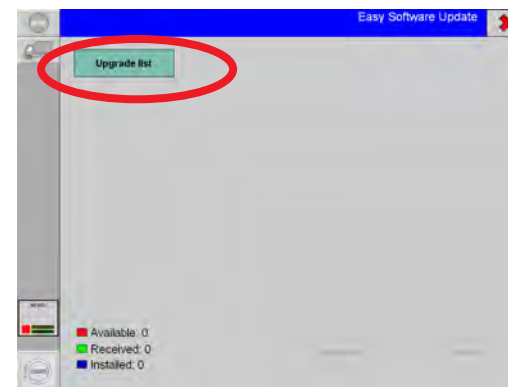 Easy Software Update
Upgrade list
Available: 0
Received: 0
Installed: 0